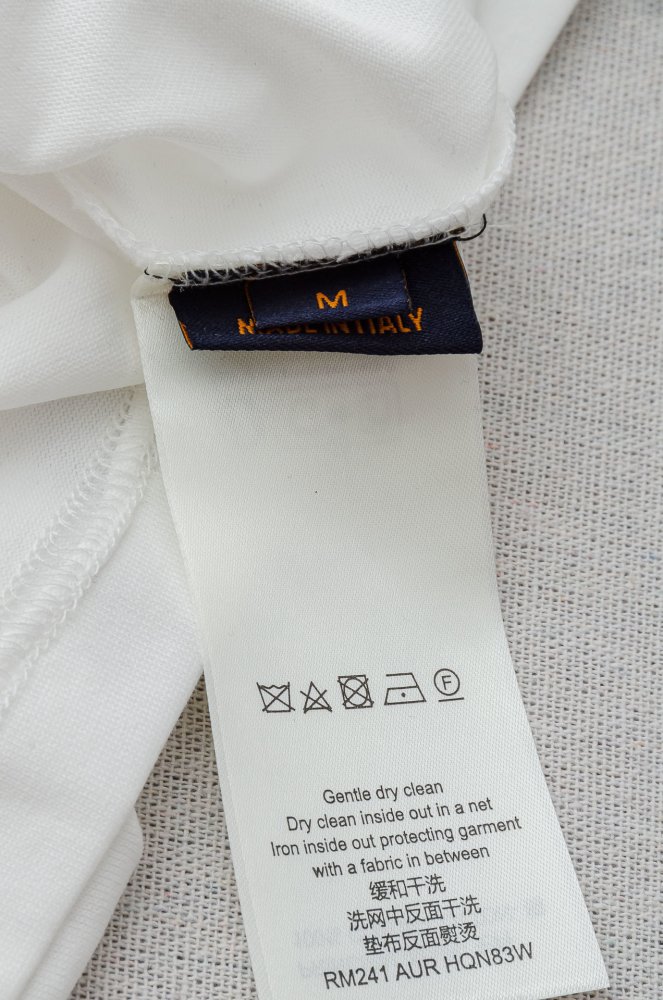 M
MADE IN ITALY
F
Gentle dry clean
Dry clean inside out in a net
Iron inside out protecting garment
with a fabric in between
缓和干洗
洗网中反面干洗
垫布反面熨烫
RM241 AUR HQN83W